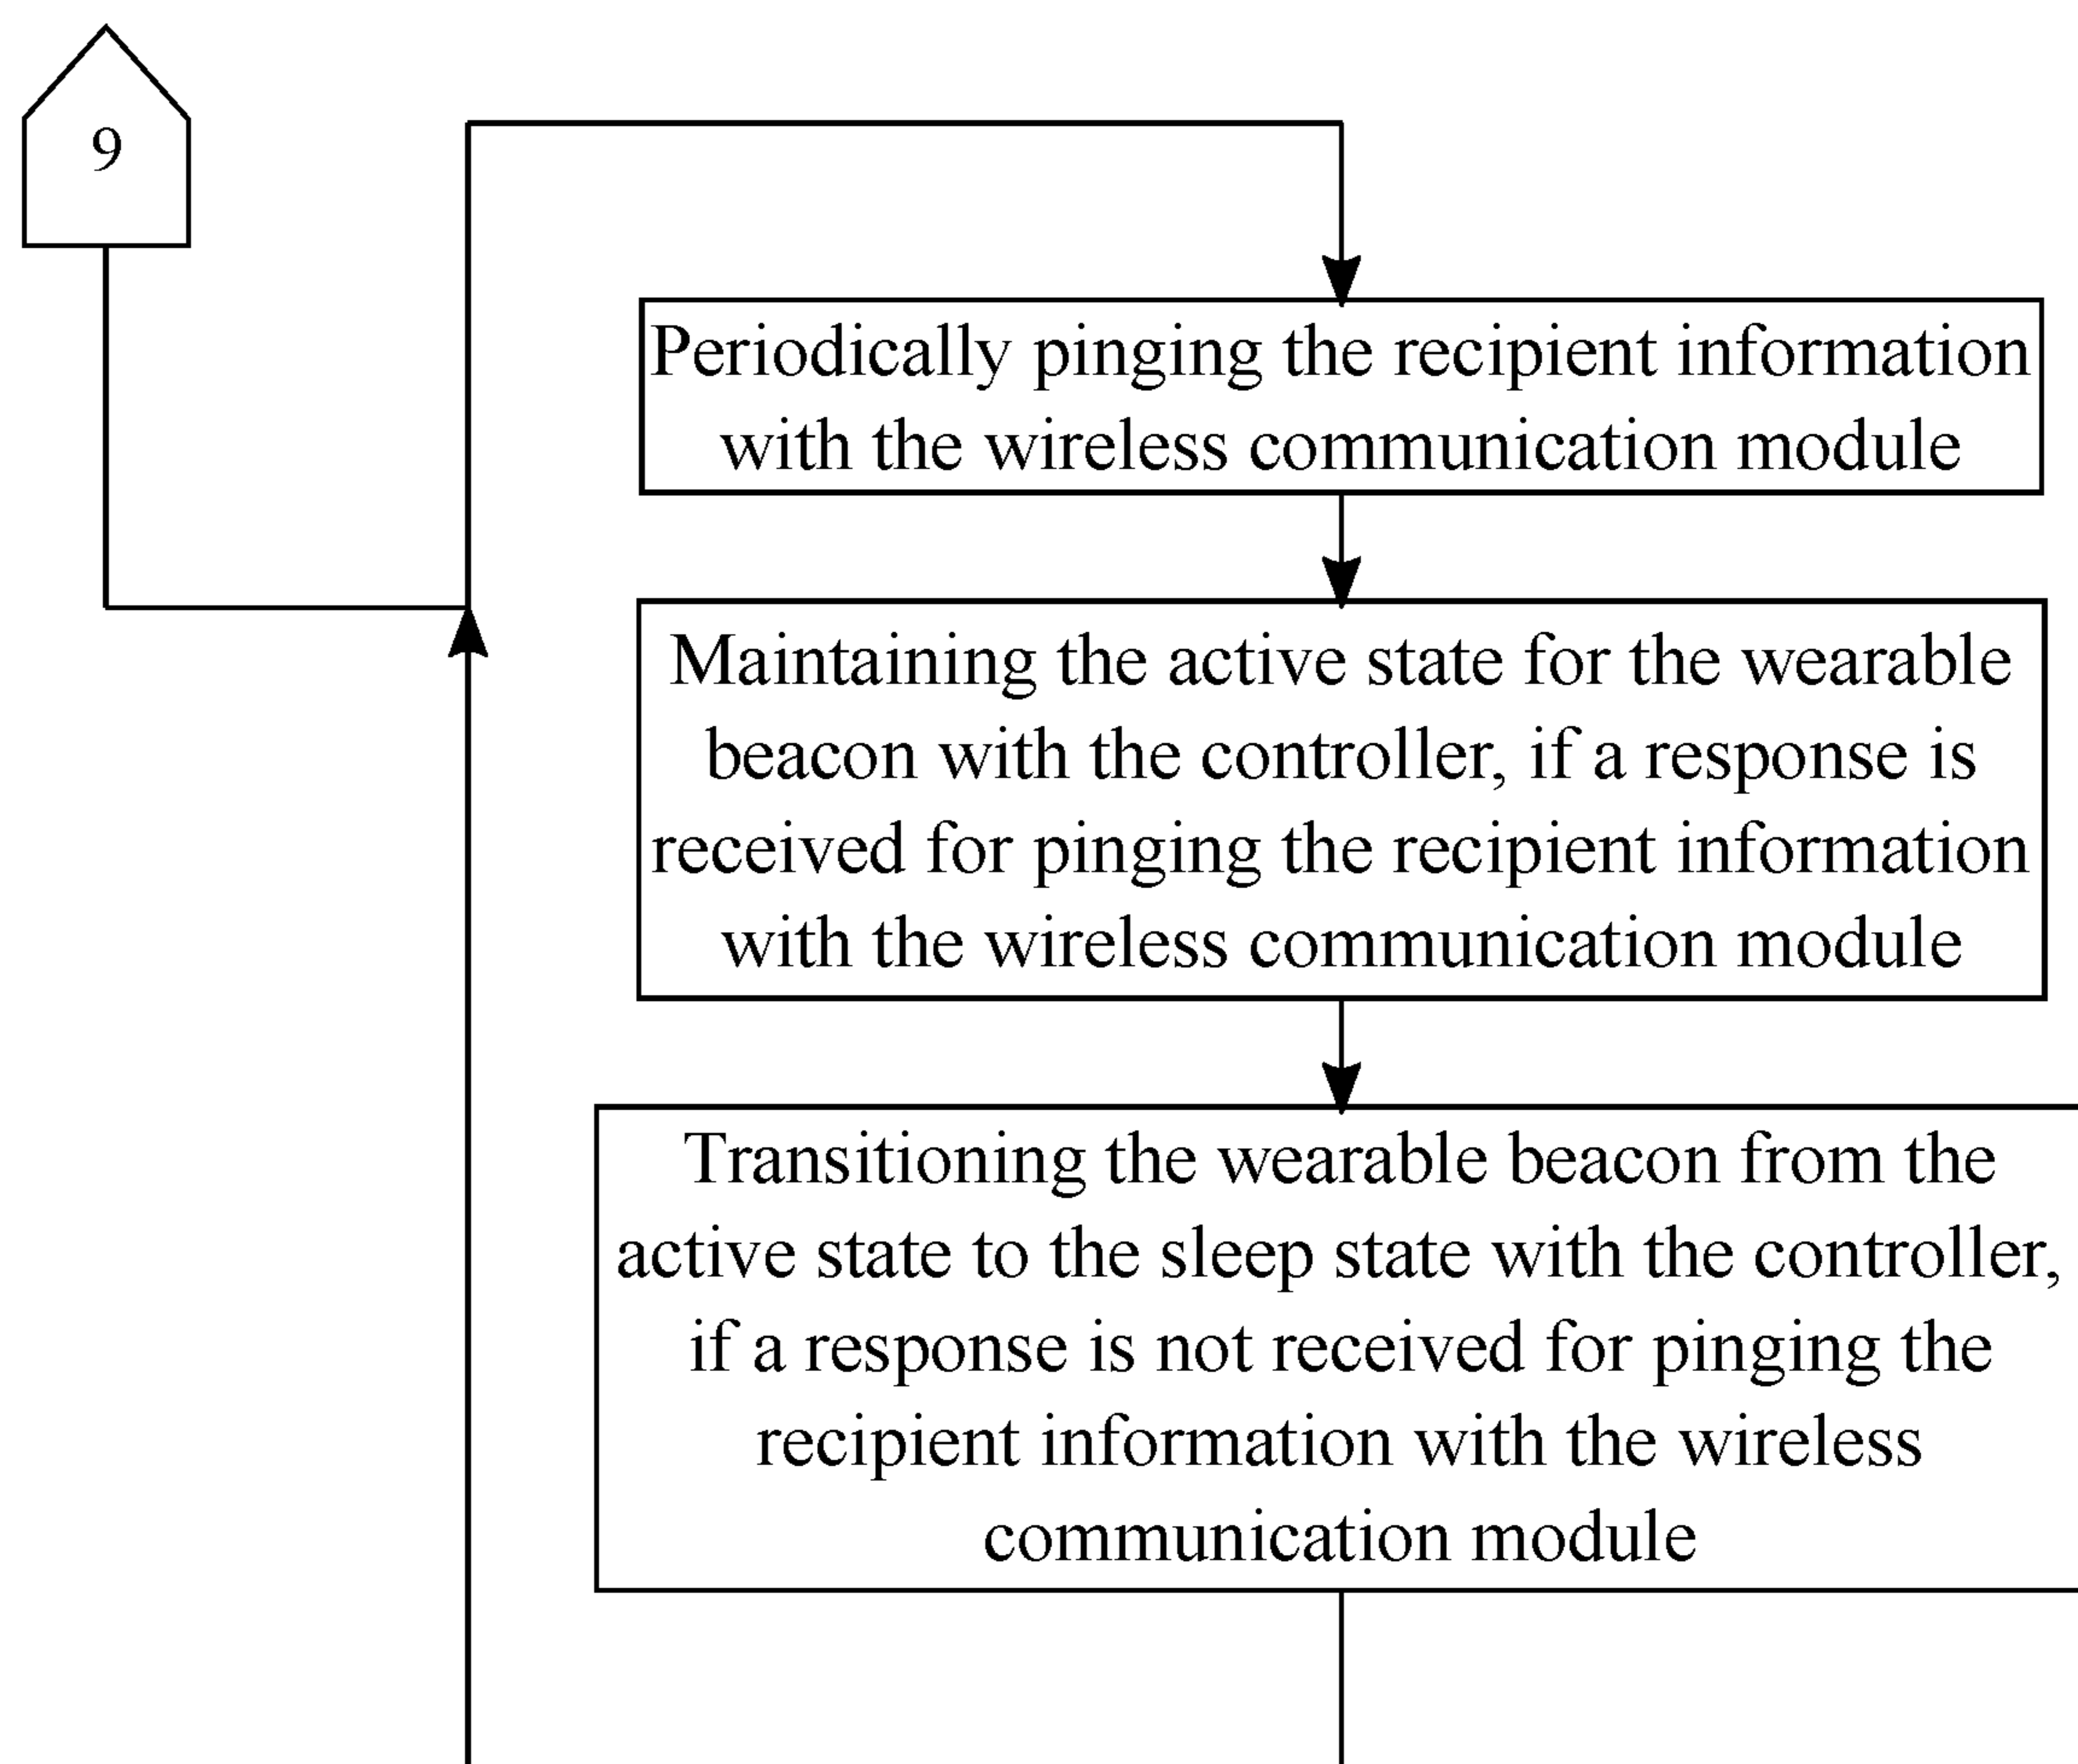 9
Periodically pinging the recipient information
with the wireless communication module
Maintaining the active state for the wearable
beacon with the controller, if a response is
received for pinging the recipient information
with the wireless communication module
Transitioning the wearable beacon from the
active state to the sleep state with the controller,
if a response is not received for pinging the
recipient information with the wireless
communication module